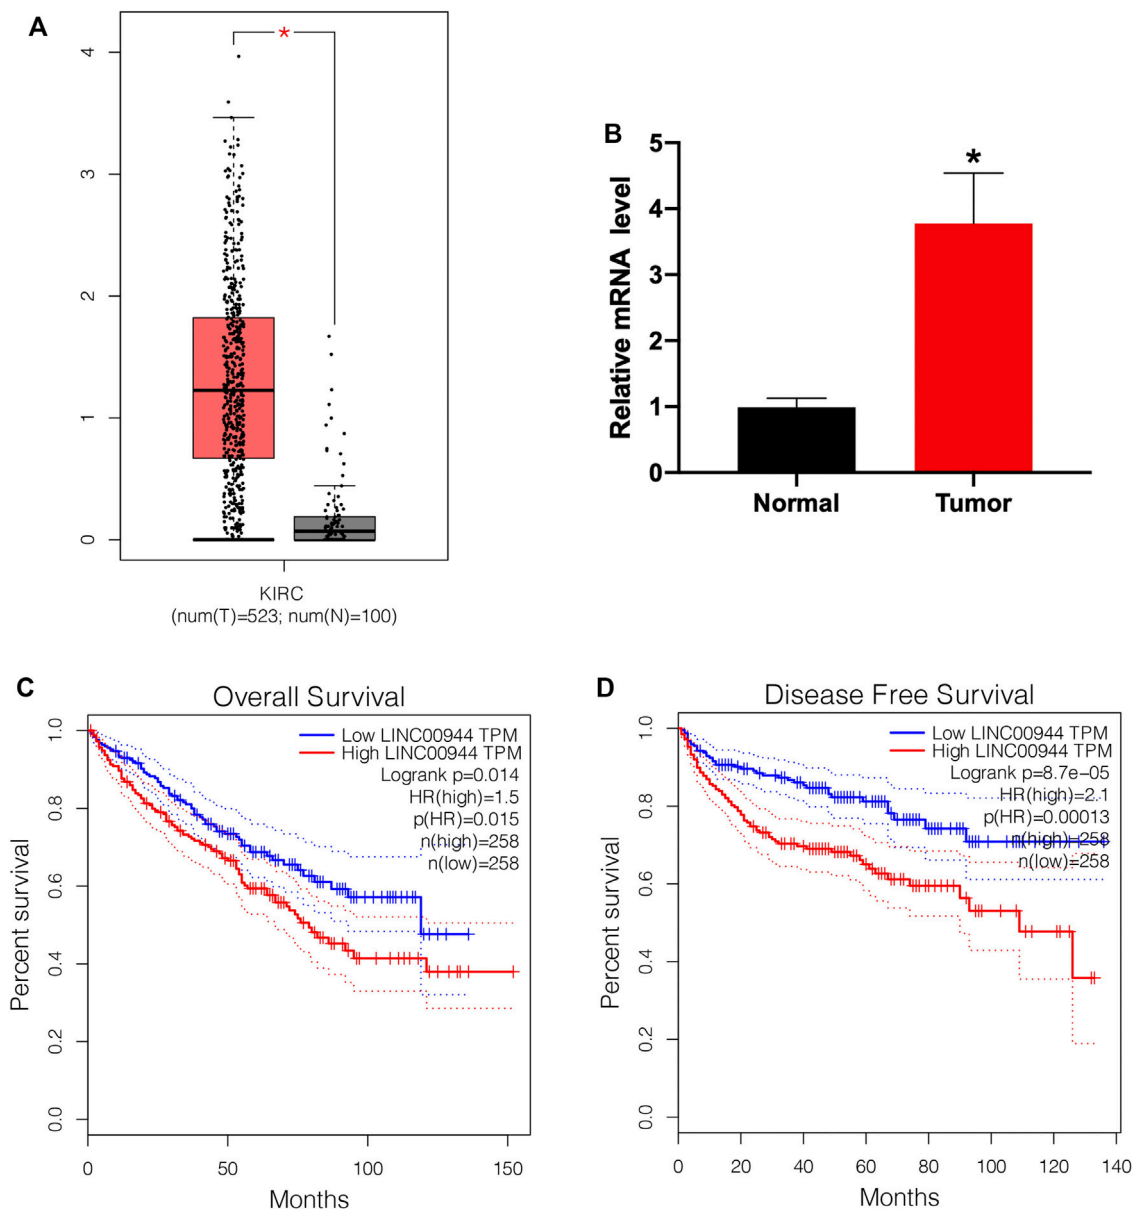 A
*
4
3
2
1
0
KIRC
(num(T)=523; num(N)=100)
B
Relative mRNA level
5
4
3
2
1
0
*
Normal
Tumor
C
Overall Survival
Percent survival
1.0
0.8
0.6
0.4
0.2
0.0
Low LINC00944 TPM
High LINC00944 TPM
Logrank p=0.014
HR(high)=1.5
p(HR)=0.015
n(high)=258
n(low)=258
0 50 100 150
Months
D
Disease Free Survival
Percent survival
1.0
0.8
0.6
0.4
0.2
0.0
Low LINC00944 TPM
High LINC00944 TPM
Logrank p=8.7e−05
HR(high)=2.1
p(HR)=0.00013
n(high)=258
n(low)=258
0 20 40 60 80 100 120 140
Months